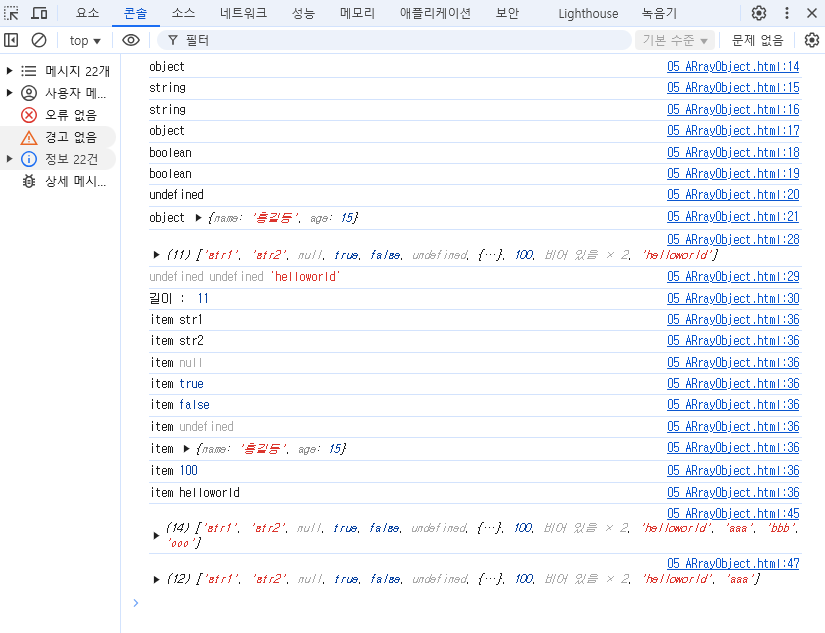 요소 콘솔 소스 네트워크 성능 메모리 애플리케이션 보안 Lighthouse 녹음기
top 필터 기본 수준 문제 없음
메시지 22개
사용자 메...
오류 없음
경고 없음
정보 22건
상세 메시...
object 05_ARrayObject.html:14
string 05_ARrayObject.html:15
string 05_ARrayObject.html:16
object 05_ARrayObject.html:17
boolean 05_ARrayObject.html:18
boolean 05_ARrayObject.html:19
undefined 05_ARrayObject.html:20
object {name: '홍길동', age: 15} 05_ARrayObject.html:21
05_ARrayObject.html:28
(11) ['str1', 'str2', null, true, false, undefined, {…}, 100, 비어 있음 × 2, 'helloworld']
undefined undefined 'helloworld' 05_ARrayObject.html:29
길이 : 11 05_ARrayObject.html:30
item str1 05_ARrayObject.html:36
item str2 05_ARrayObject.html:36
item null 05_ARrayObject.html:36
item true 05_ARrayObject.html:36
item false 05_ARrayObject.html:36
item undefined 05_ARrayObject.html:36
item {name: '홍길동', age: 15} 05_ARrayObject.html:36
item 100 05_ARrayObject.html:36
item helloworld 05_ARrayObject.html:36
05_ARrayObject.html:45
(14) ['str1', 'str2', null, true, false, undefined, {…}, 100, 비어 있음 × 2, 'helloworld', 'aaa', 'bbb',
'ccc']
05_ARrayObject.html:47
(12) ['str1', 'str2', null, true, false, undefined, {…}, 100, 비어 있음 × 2, 'helloworld', 'aaa']